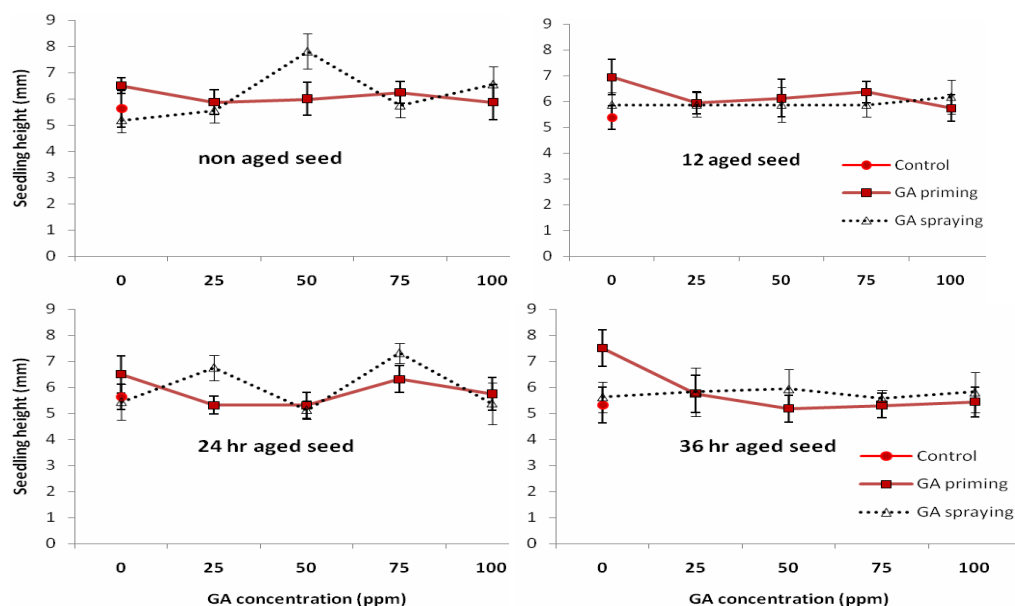 Seedling height (mm)
9
8
7
6
5
4
3
2
1
0
non aged seed
0 25 50 75 100
9
8
7
6
5
4
3
2
1
0
12 aged seed
Control
GA priming
GA spraying
0 25 50 75 100
Seedling height (mm)
9
8
7
6
5
4
3
2
1
0
24 hr aged seed
0 25 50 75 100
GA concentration (ppm)
9
8
7
6
5
4
3
2
1
0
36 hr aged seed
Control
GA priming
GA spraying
0 25 50 75 100
GA concentration (ppm)